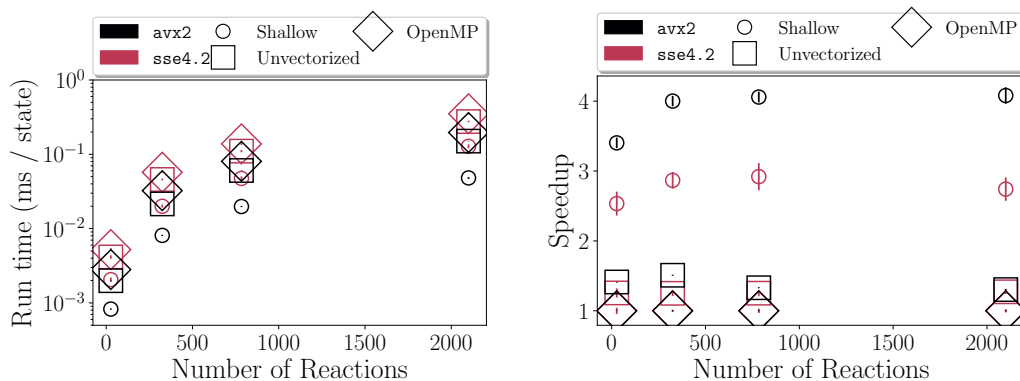 avx2 Shallow OpenMP
sse4.2 Unvectorized
10^0
10^-1
10^-2
10^-3
Run time (ms / state)
0 500 1000 1500 2000
Number of Reactions
avx2 Shallow OpenMP
sse4.2 Unvectorized
4
3
2
1
Speedup
0 500 1000 1500 2000
Number of Reactions